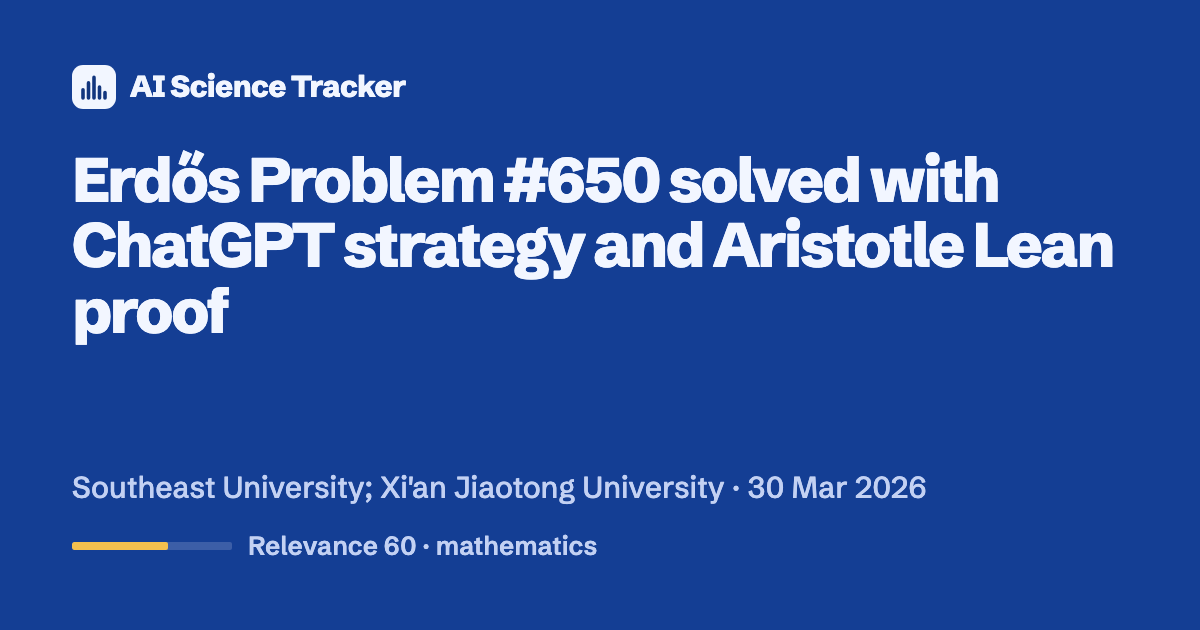 AI Science Tracker
Erdős Problem #650 solved with
ChatGPT strategy and Aristotle Lean
proof
Southeast University; Xi'an Jiaotong University · 30 Mar 2026
Relevance 60 · mathematics